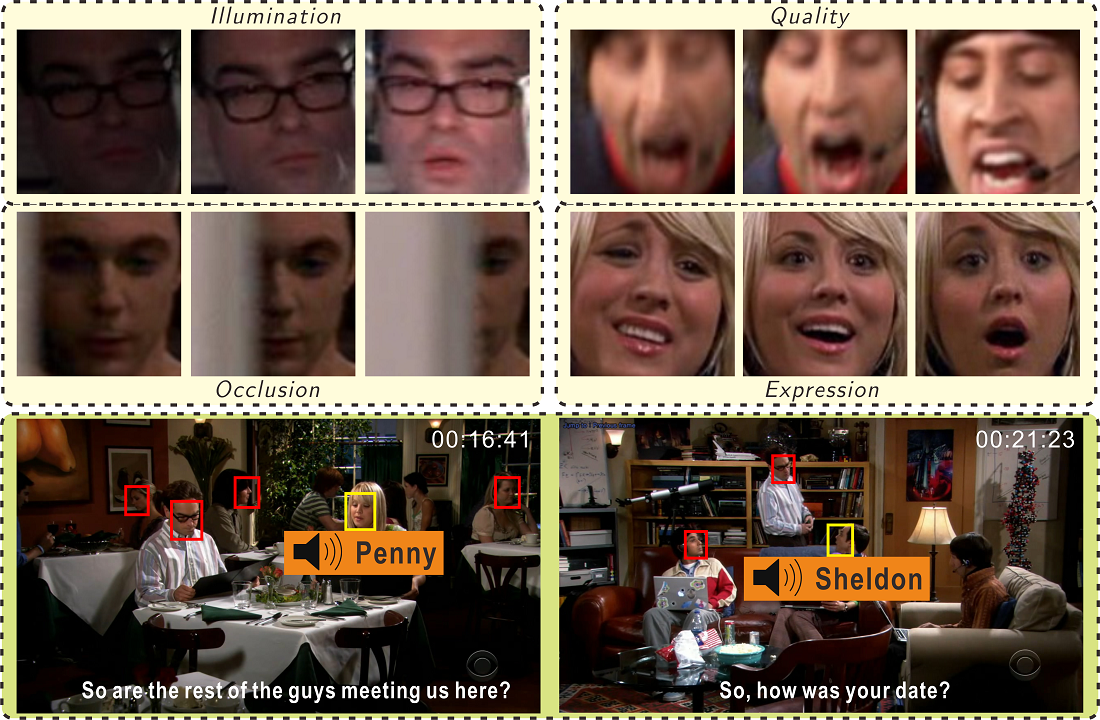 Illumination
Quality
Occlusion
Expression
00:16:41
Penny
So are the rest of the guys meeting us here?
00:21:23
Sheldon
So, how was your date?